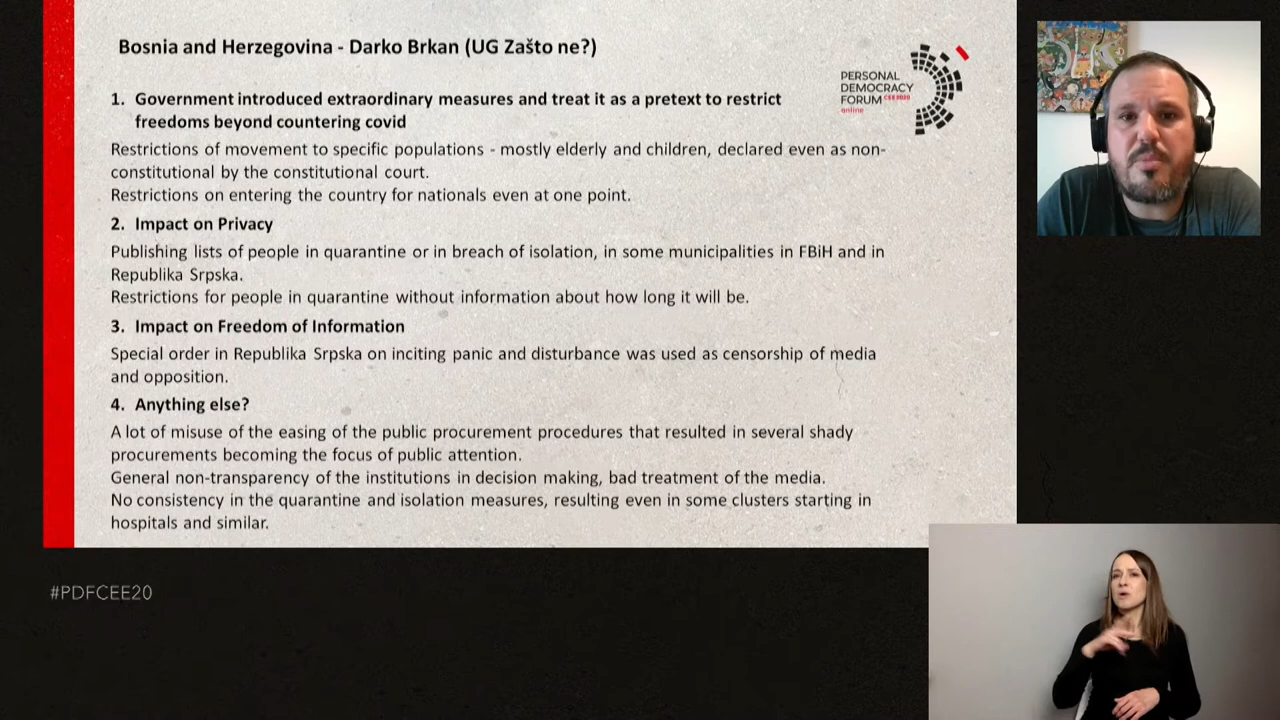 Bosnia and Herzegovina - Darko Brkan (UG Zašto ne?)
PERSONAL
DEMOCRACY
FORUM CEE 2020
online
1. Government introduced extraordinary measures and treat it as a pretext to restrict
freedoms beyond countering covid
Restrictions of movement to specific populations - mostly elderly and children, declared even as non-
constitutional by the constitutional court.
Restrictions on entering the country for nationals even at one point.
2. Impact on Privacy
Publishing lists of people in quarantine or in breach of isolation, in some municipalities in FBiH and in
Republika Srpska.
Restrictions for people in quarantine without information about how long it will be.
3. Impact on Freedom of Information
Special order in Republika Srpska on inciting panic and disturbance was used as censorship of media
and opposition.
4. Anything else?
A lot of misuse of the easing of the public procurement procedures that resulted in several shady
procurements becoming the focus of public attention.
General non-transparency of the institutions in decision making, bad treatment of the media.
No consistency in the quarantine and isolation measures, resulting even in some clusters starting in
hospitals and similar.
#PDFCEE20